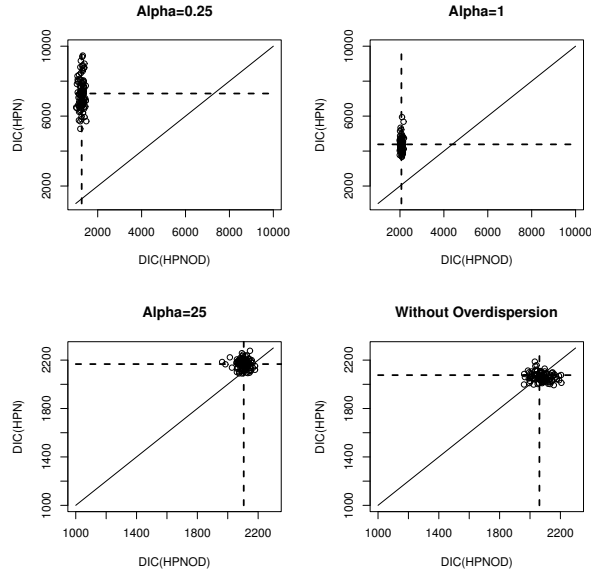 Alpha=0.25
DIC(HPN)
2000 6000 10000
2000 4000 6000 8000 10000
DIC(HPNOD)
Alpha=1
DIC(HPN)
2000 6000 10000
2000 4000 6000 8000 10000
DIC(HPNOD)
Alpha=25
DIC(HPN)
1000 1400 1800 2200
1000 1400 1800 2200
DIC(HPNOD)
Without Overdispersion
DIC(HPN)
1000 1400 1800 2200
1000 1400 1800 2200
DIC(HPNOD)